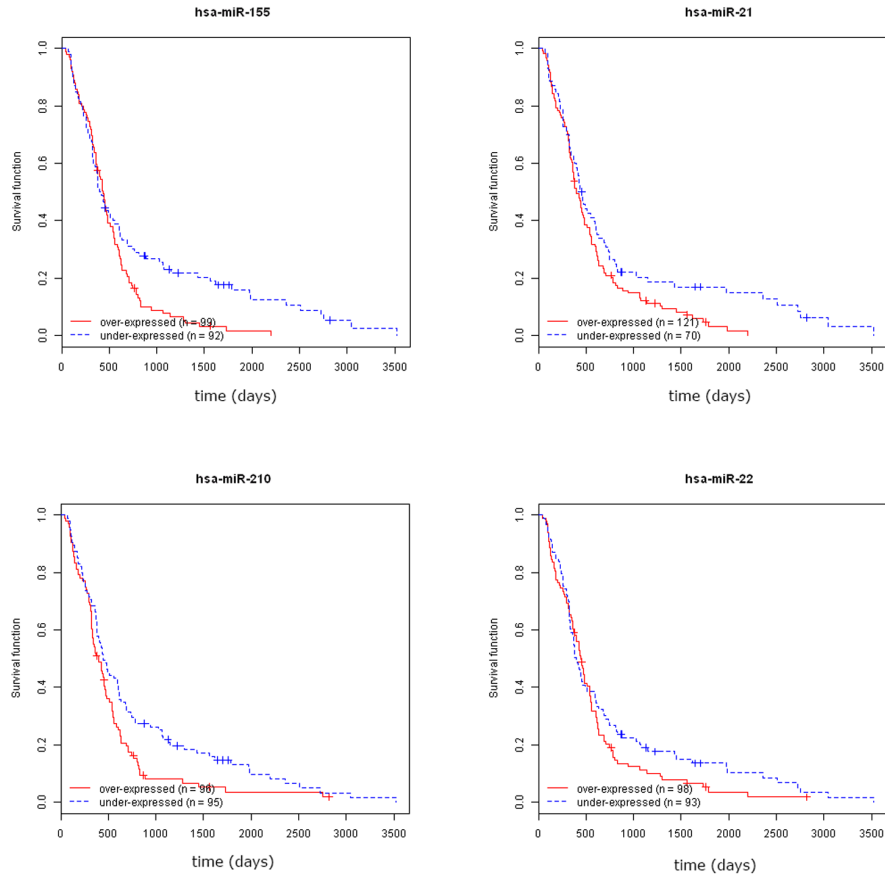 hsa-miR-155
Survival function
1.0
0.8
0.6
0.4
0.2
0.0
over-expressed (n = 99)
under-expressed (n = 92)
0 500 1000 1500 2000 2500 3000 3500
time (days)
hsa-miR-21
Survival function
1.0
0.8
0.6
0.4
0.2
0.0
over-expressed (n = 121)
under-expressed (n = 70)
0 500 1000 1500 2000 2500 3000 3500
time (days)
hsa-miR-210
Survival function
1.0
0.8
0.6
0.4
0.2
0.0
over-expressed (n = 96)
under-expressed (n = 95)
0 500 1000 1500 2000 2500 3000 3500
time (days)
hsa-miR-22
Survival function
1.0
0.8
0.6
0.4
0.2
0.0
over-expressed (n = 98)
under-expressed (n = 93)
0 500 1000 1500 2000 2500 3000 3500
time (days)